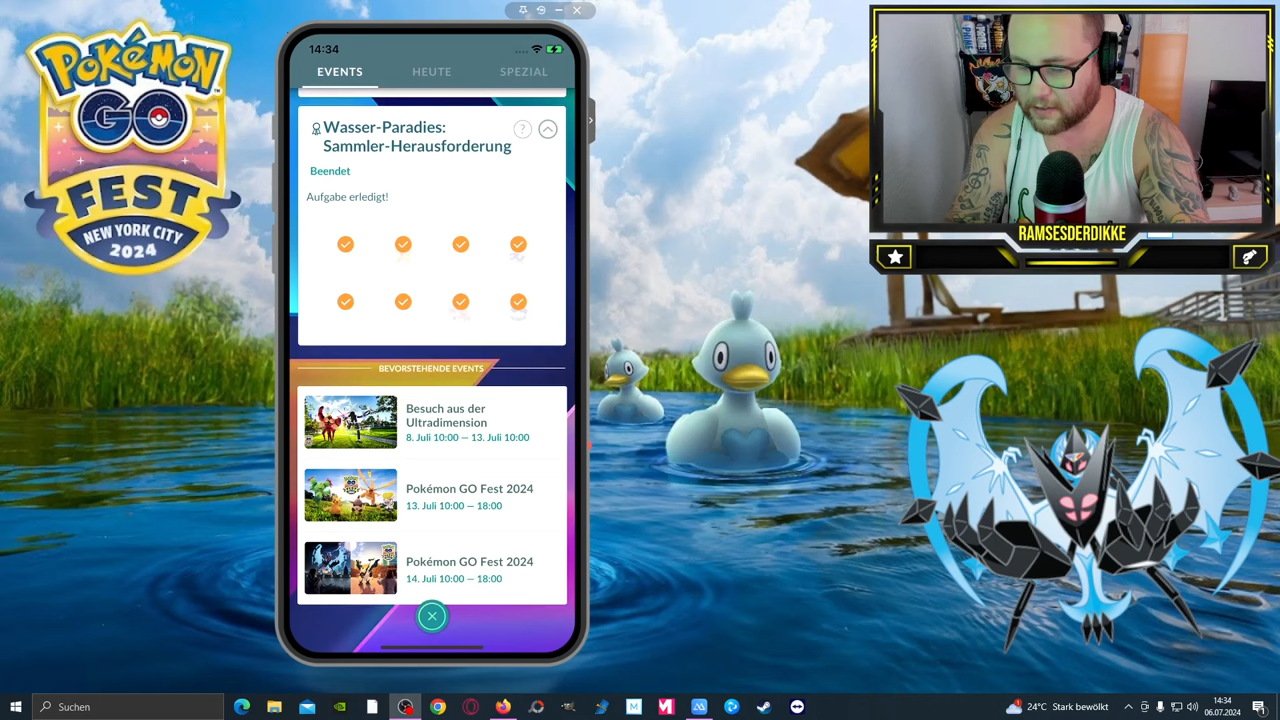 POKÉMON
GO
FEST
NEW YORK CITY
2024
14:34
EVENTS
HEUTE
SPEZIAL
Wasser-Paradies:
Sammler-Herausforderung
?
Beendet
Aufgabe erledigt!
BEVORSTEHENDE EVENTS
Besuch aus der
Ultradimension
8. Juli 10:00 — 13. Juli 10:00
Pokémon GO Fest 2024
13. Juli 10:00 — 18:00
Pokémon GO Fest 2024
14. Juli 10:00 — 18:00
RAMSESDERDIKKE
Suchen
24°C Stark bewölkt
14:34
06.07.2024